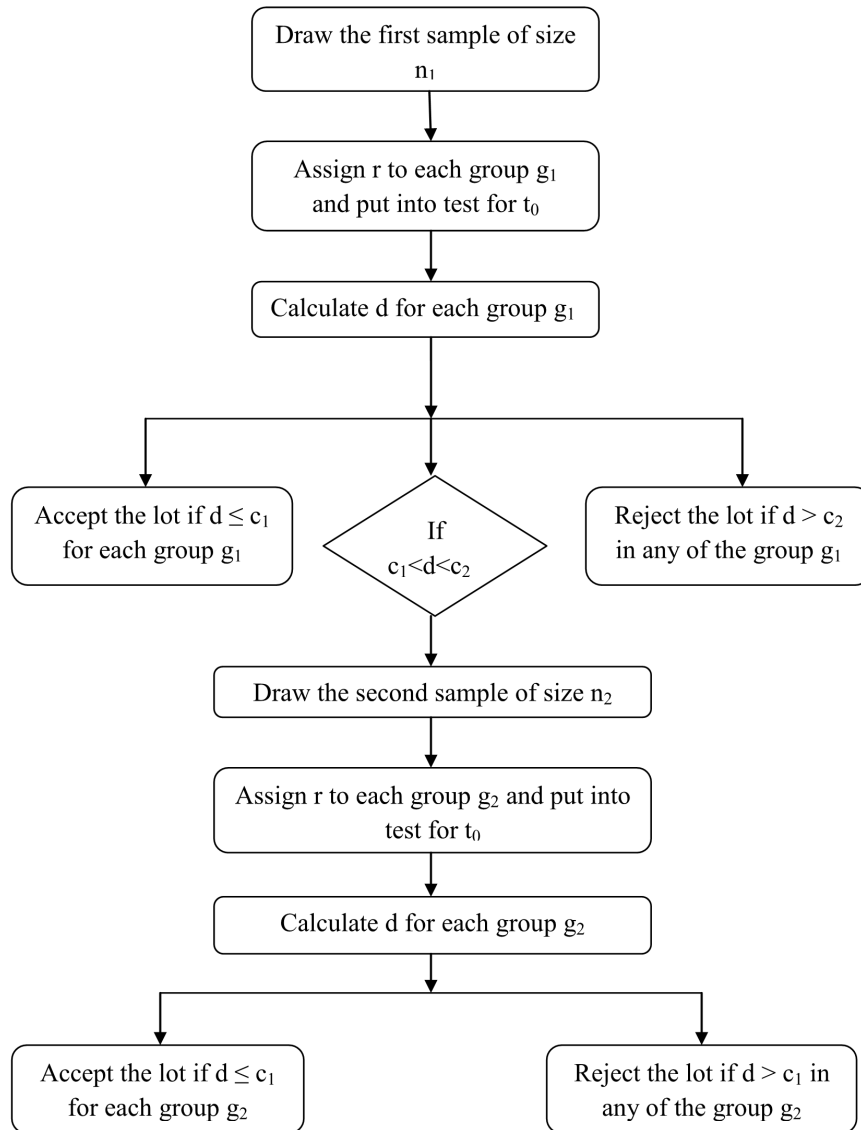 Draw the first sample of size
n₁
Assign r to each group g₁
and put into test for t₀
Calculate d for each group g₁
Accept the lot if d ≤ c₁
for each group g₁
If
c₁<d<c₂
Reject the lot if d > c₂
in any of the group g₁
Draw the second sample of size n₂
Assign r to each group g₂ and put into
test for t₀
Calculate d for each group g₂
Accept the lot if d ≤ c₁
for each group g₂
Reject the lot if d > c₁ in
any of the group g₂